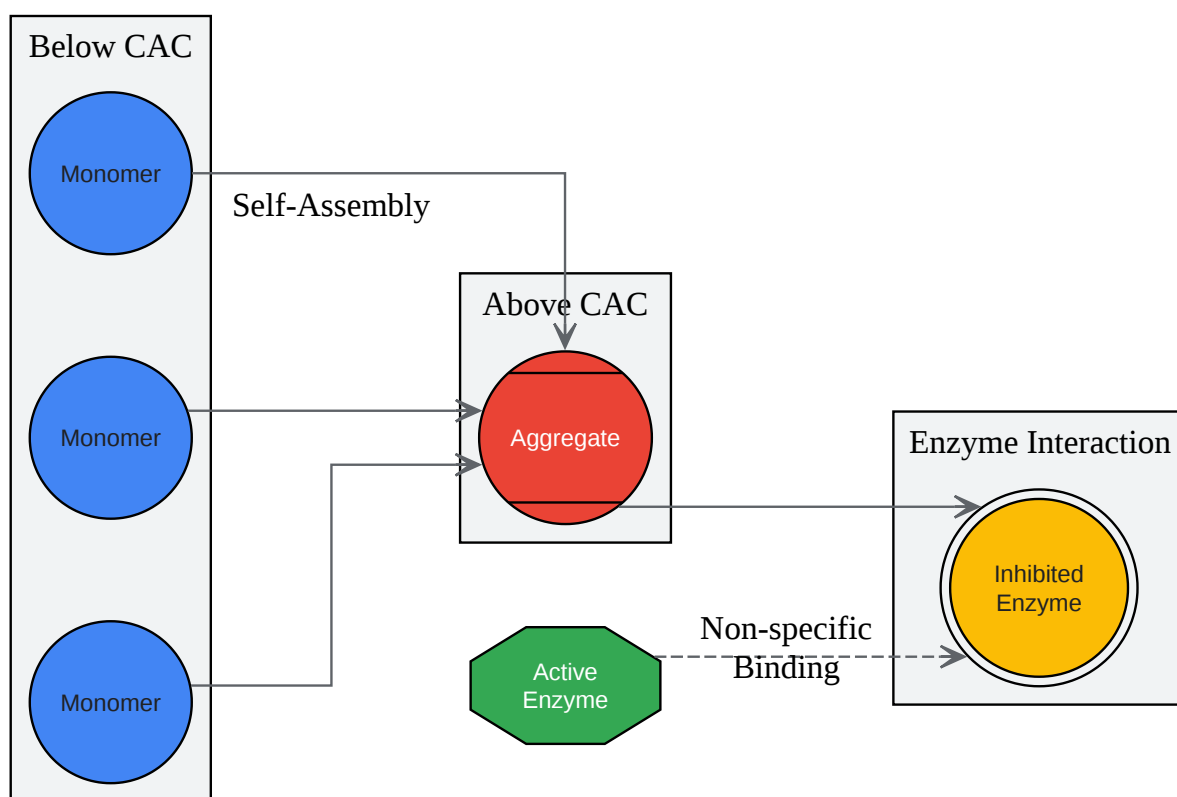 Below CAC
Monomer
Self-Assembly
Above CAC
Monomer
Aggregate
Enzyme Interaction
Inhibited
Enzyme
Non-specific
Binding
Active
Enzyme
Monomer